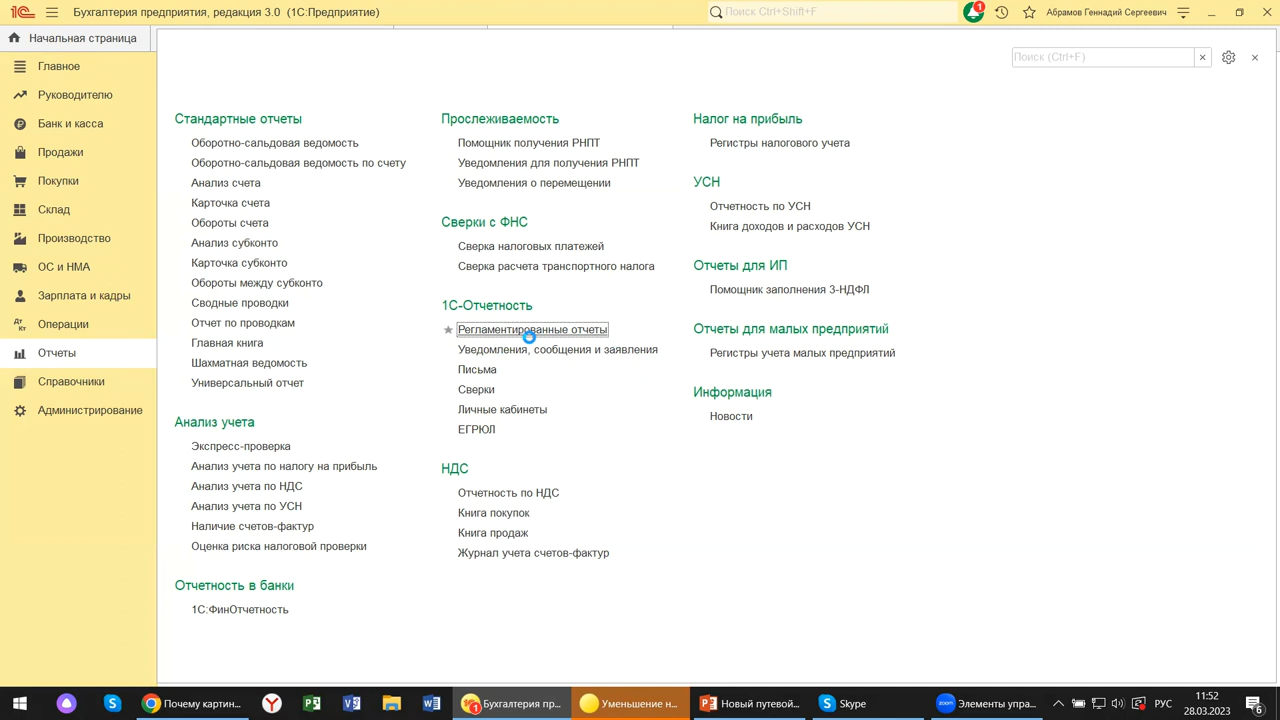 Бухгалтерия предприятия, редакция 3.0 (1С:Предприятие)
Поиск Ctrl+Shift+F
1
Абрамов Геннадий Сергеевич
Начальная страница
Главное
Руководителю
Банк и касса
Продажи
Покупки
Склад
Производство
ОС и НМА
Зарплата и кадры
Операции
Отчеты
Справочники
Администрирование
Поиск (Ctrl+F)
Стандартные отчеты
Оборотно-сальдовая ведомость
Оборотно-сальдовая ведомость по счету
Анализ счета
Карточка счета
Обороты счета
Анализ субконто
Карточка субконто
Обороты между субконто
Сводные проводки
Отчет по проводкам
Главная книга
Шахматная ведомость
Универсальный отчет
Анализ учета
Экспресс-проверка
Анализ учета по налогу на прибыль
Анализ учета по НДС
Анализ учета по УСН
Наличие счетов-фактур
Оценка риска налоговой проверки
Отчетность в банки
1С:ФинОтчетность
Прослеживаемость
Помощник получения РНПТ
Уведомления для получения РНПТ
Уведомления о перемещении
Сверки с ФНС
Сверка налоговых платежей
Сверка расчета транспортного налога
1С-Отчетность
Регламентированные отчеты
Уведомления, сообщения и заявления
Письма
Сверки
Личные кабинеты
ЕГРЮЛ
НДС
Отчетность по НДС
Книга покупок
Книга продаж
Журнал учета счетов-фактур
Налог на прибыль
Регистры налогового учета
УСН
Отчетность по УСН
Книга доходов и расходов УСН
Отчеты для ИП
Помощник заполнения 3-НДФЛ
Отчеты для малых предприятий
Регистры учета малых предприятий
Информация
Новости
Почему картин...
Бухгалтерия пр...
Уменьшение н...
Новый путевой...
Skype
zoom
Элементы упра...
РУС
11:52
28.03.2023
6